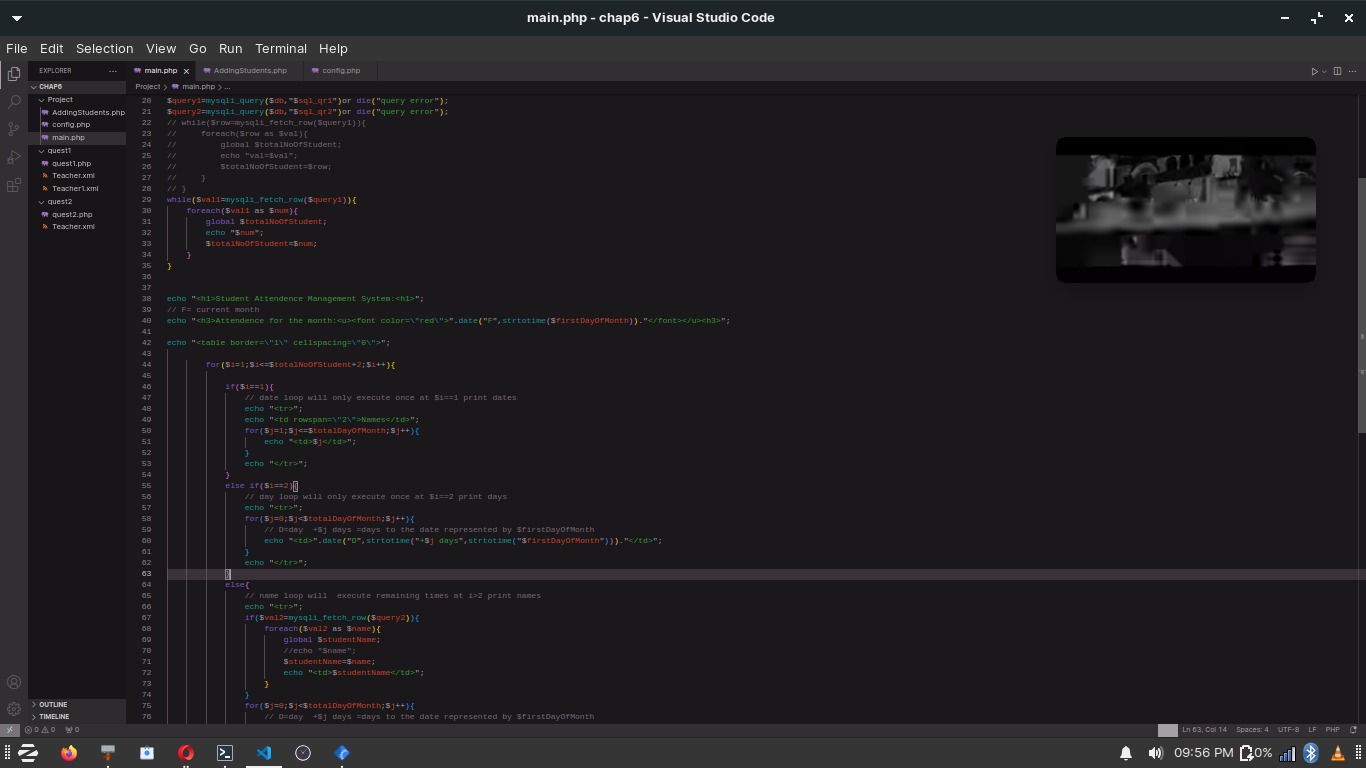 main.php - chap6 - Visual Studio Code
File Edit Selection View Go Run Terminal Help
EXPLORER
CHAP6
Project
AddingStudents.php
config.php
main.php
quest1
quest1.php
Teacher.xml
Teacher1.xml
quest2
quest2.php
Teacher.xml
OUTLINE
TIMELINE
main.php AddingStudents.php config.php
Project > main.php > ...
20 $query1=mysqli_query($db,"$sql_qr1")or die("query error");
21 $query2=mysqli_query($db,"$sql_qr2")or die("query error");
22 // while($row=mysqli_fetch_row($query1)){
23 //     foreach($row as $val){
24 //         global $totalNoOfStudent;
25 //         echo "val=$val";
26 //         $totalNoOfStudent=$row;
27 //     }
28 // }
29 while($val1=mysqli_fetch_row($query1)){
30     foreach($val1 as $num){
31         global $totalNoOfStudent;
32         echo "$num";
33         $totalNoOfStudent=$num;
34     }
35 }
36
37
38 echo "<h1>Student Attendence Management System:<h1>";
39 // F= current month
40 echo "<h3>Attendence for the month:<u><font color=\"red\">".date("F",strtotime($firstDayOfMonth))."</font></u><h3>";
41
42 echo "<table border=\"1\" cellspacing=\"0\">";
43
44         for($i=1;$i<=$totalNoOfStudent+2;$i++){
45
46             if($i==1){
47                 // date loop will only execute once at $i==1 print dates
48                 echo "<tr>";
49                 echo "<td rowspan=\"2\">Names</td>";
50                 for($j=1;$j<=$totalDayOfMonth;$j++){
51                     echo "<td>$j</td>";
52                 }
53                 echo "</tr>";
54             }
55             else if($i==2){
56                 // day loop will only execute once at $i==2 print days
57                 echo "<tr>";
58                 for($j=0;$j<$totalDayOfMonth;$j++){
59                     // D=day  +$j days =days to the date represented by $firstDayOfMonth
60                     echo "<td>".date("D",strtotime("+$j days",strtotime("$firstDayOfMonth")))."</td>";
61                 }
62                 echo "</tr>";
63             }
64             else{
65                 // name loop will  execute remaining times at i>2 print names
66                 echo "<tr>";
67                 if($val2=mysqli_fetch_row($query2)){
68                     foreach($val2 as $name){
69                         global $studentName;
70                         //echo "$name";
71                         $studentName=$name;
72                         echo "<td>$studentName</td>";
73                     }
74                 }
75                 for($j=0;$j<$totalDayOfMonth;$j++){
76                     // D=day  +$j days =days to the date represented by $firstDayOfMonth
0 0 0 Ln 63, Col 14 Spaces: 4 UTF-8 LF PHP
09:56 PM